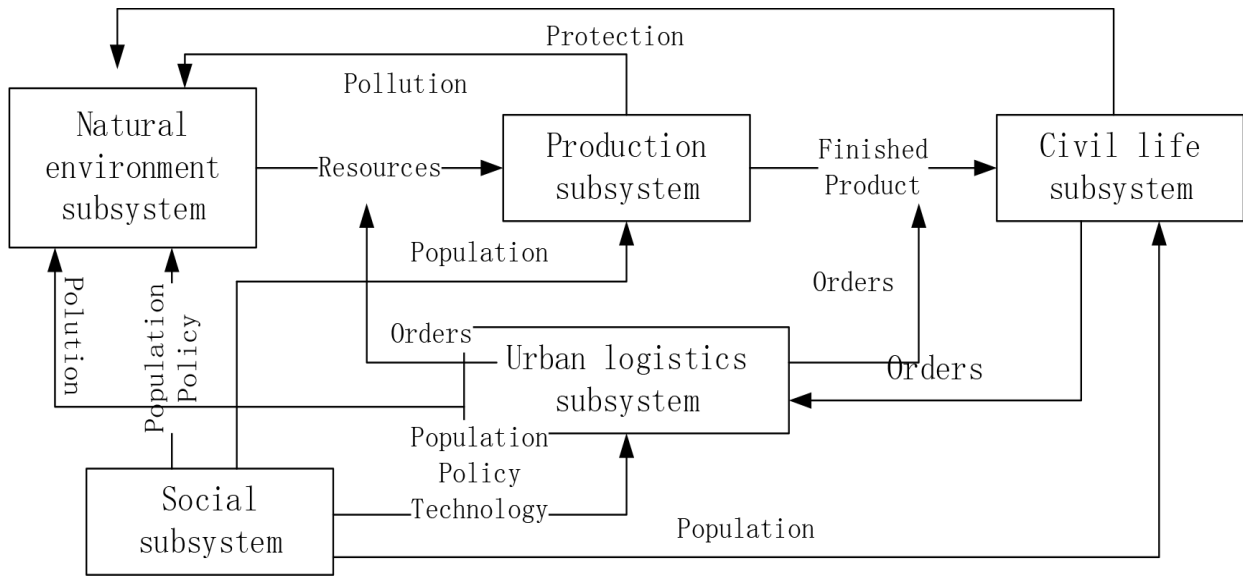 Protection
Pollution
Natural
environment
subsystem
Resources
Production
subsystem
Finished
Product
Civil life
subsystem
Population
Orders
Polution
Population
Policy
Orders
Urban logistics
subsystem
Orders
Population
Policy
Technology
Social
subsystem
Population